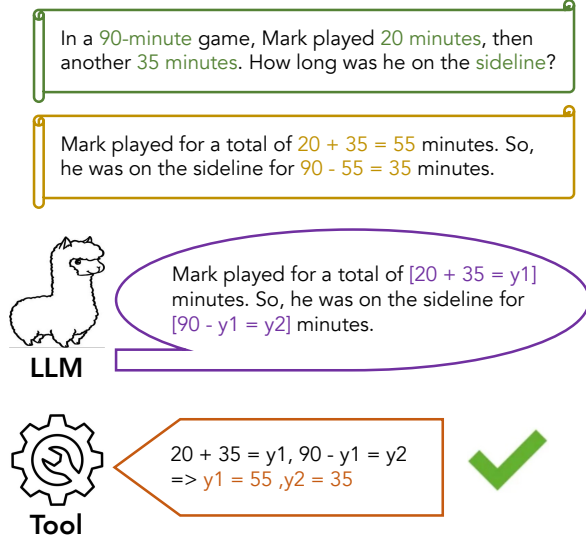 In a 90-minute game, Mark played 20 minutes, then
another 35 minutes. How long was he on the sideline?
Mark played for a total of 20 + 35 = 55 minutes. So,
he was on the sideline for 90 - 55 = 35 minutes.
Mark played for a total of [20 + 35 = y1]
minutes. So, he was on the sideline for
[90 - y1 = y2] minutes.
LLM
20 + 35 = y1, 90 - y1 = y2
=> y1 = 55 ,y2 = 35
Tool